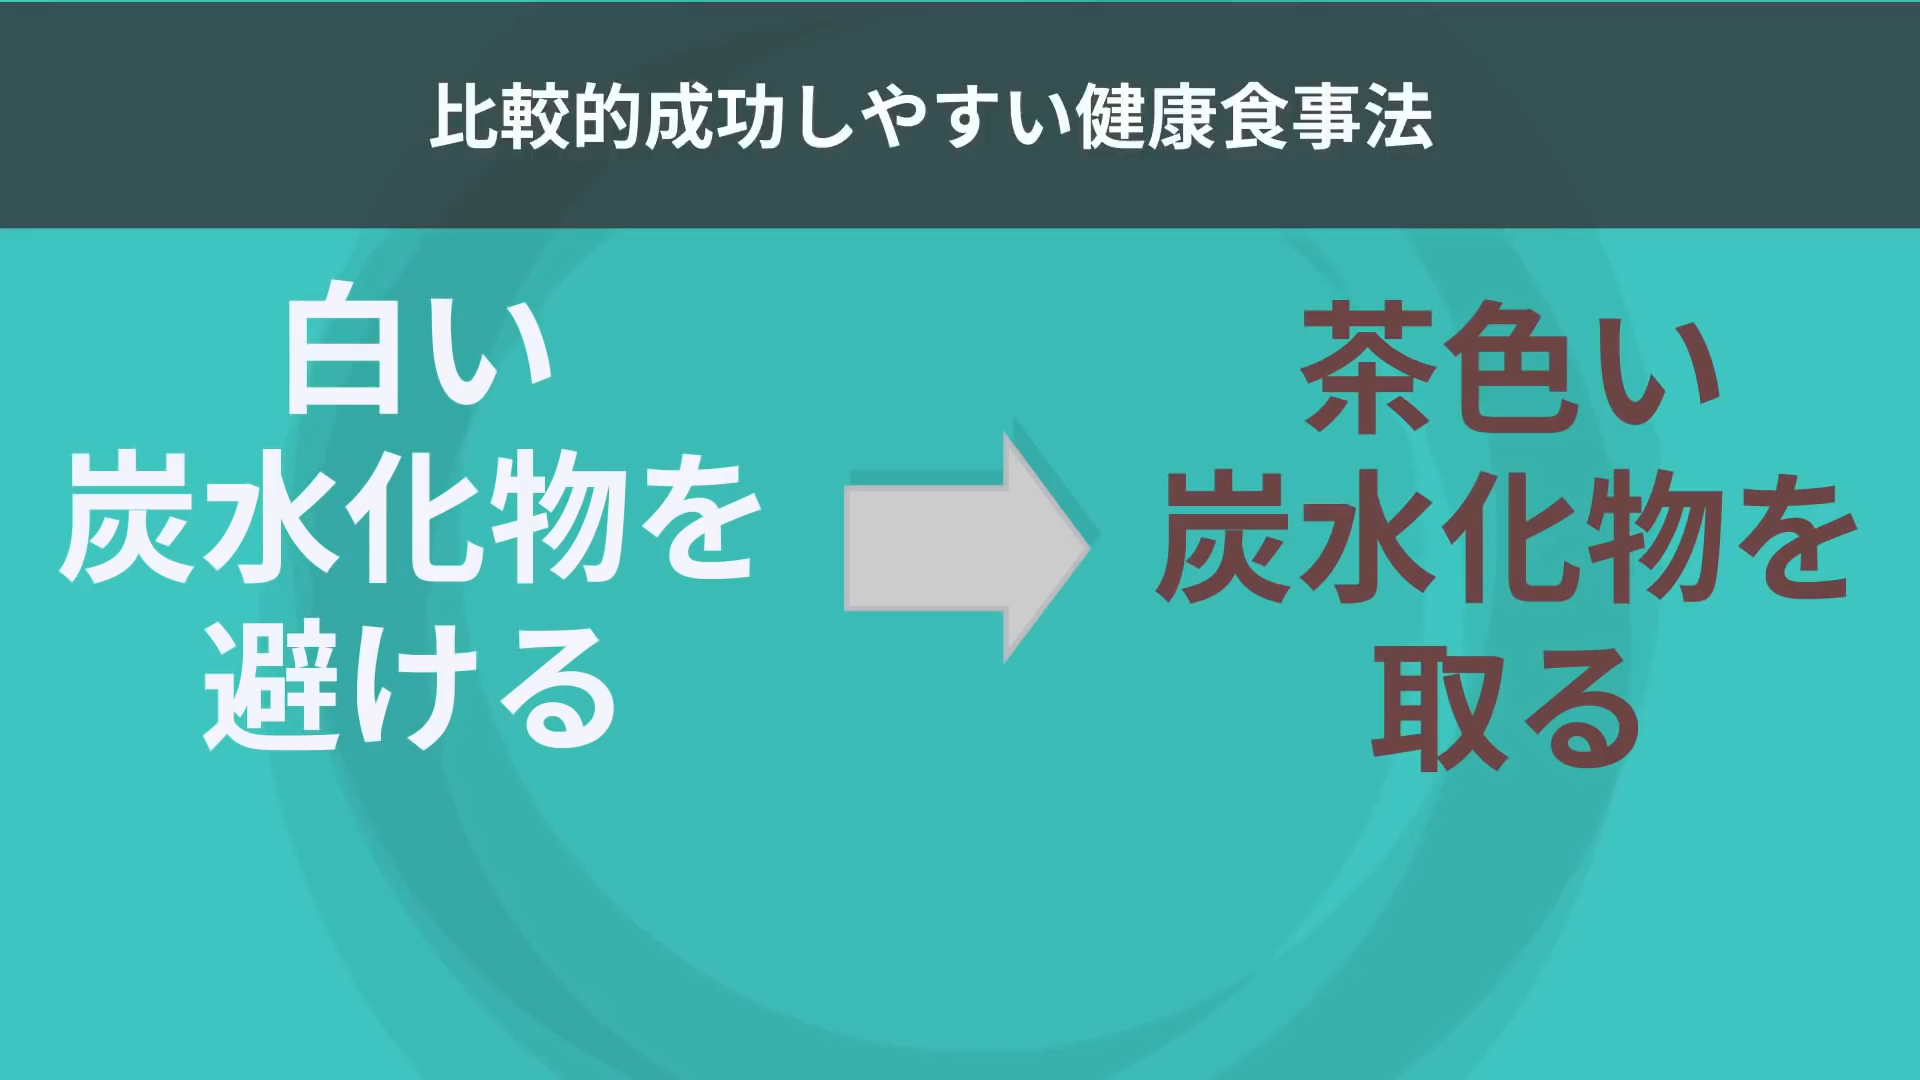 比較的成功しやすい健康食事法
白い
炭水化物を
避ける
茶色い
炭水化物を
取る